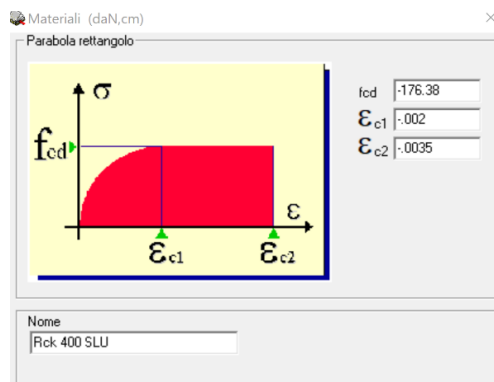 Materiali (daN,cm)
Parabola rettangolo
σ
fcd
ε
εc1
εc2
fcd -176.38
εc1 -.002
εc2 -.0035
Nome
Rck 400 SLU